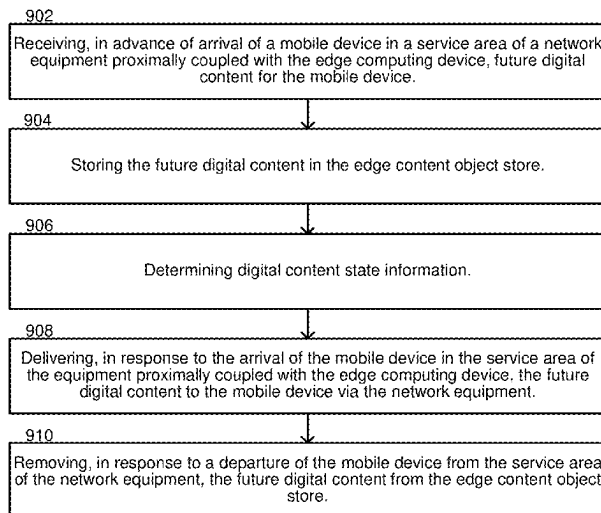 902
Receiving, in advance of arrival of a mobile device in a service area of a network
equipment proximally coupled with the edge computing device, future digital
content for the mobile device.
904
Storing the future digital content in the edge content object store.
906
Determining digital content state information.
908
Delivering, in response to the arrival of the mobile device in the service area of
the equipment proximally coupled with the edge computing device. the future
digital content to the mobile device via the network equipment.
910
Removing, in response to a departure of the mobile device from the service area
of the network equipment, the future digital content from the edge content object
store.